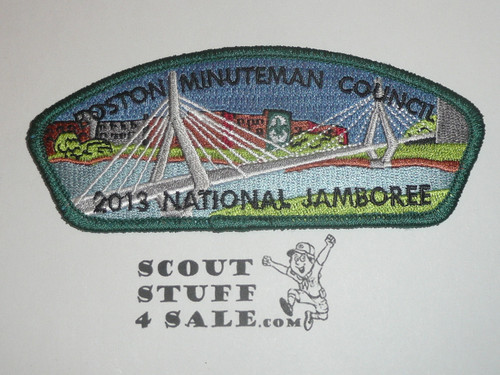 BOSTON MINUTEMAN COUNCIL
2013 NATIONAL JAMBOREE
SCOUT
STUFF
4 SALE.COM